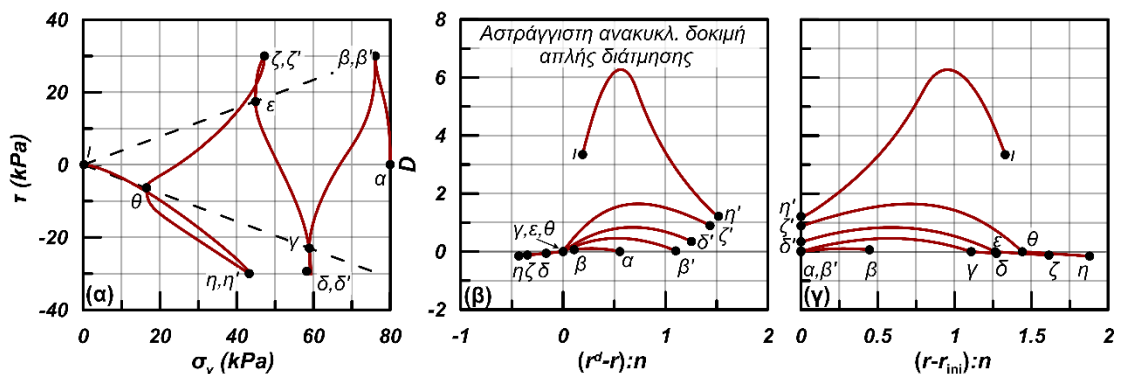 40
20
0
-20
-40
τ (kPa)
0
20
40
60
80
σv (kPa)
ζ,ζ'
β,β'
ε
ι
α
θ
γ
η,η'
δ,δ'
(α)
8
6
4
2
0
-2
D
Αστράγγιστη ανακυκλ. δοκιμή
απλής διάτμησης
ι
η'
ζ'
δ'
γ,ε,θ
β
α
β'
η
ζ
δ
(β)
-1
0
1
2
(rᵈ-r):n
ι
η'
ζ'
δ'
α,β'
β
γ
ε
δ
θ
ζ
η
(γ)
0
0.5
1
1.5
2
(r-rini):n